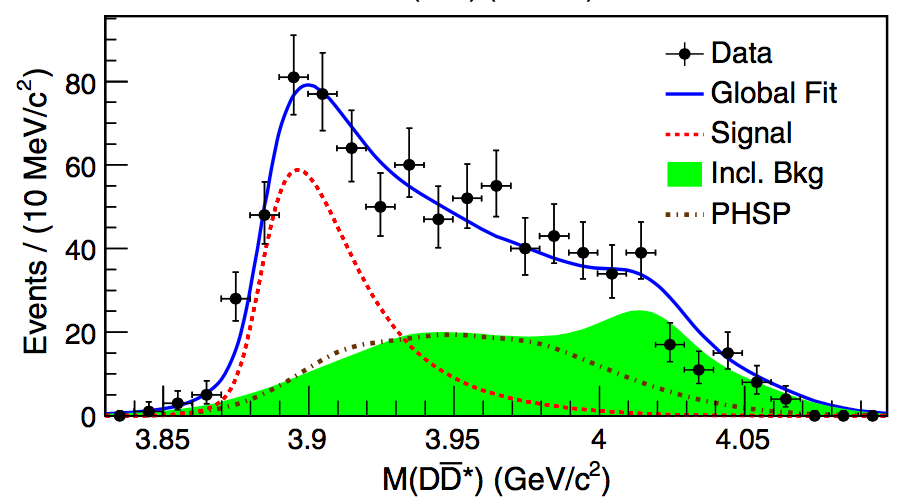 Data
Global Fit
Signal
Incl. Bkg
PHSP
Events / (10 MeV/c²)
80
60
40
20
0
3.85
3.9
3.95
4
4.05
M(DD̅*) (GeV/c²)